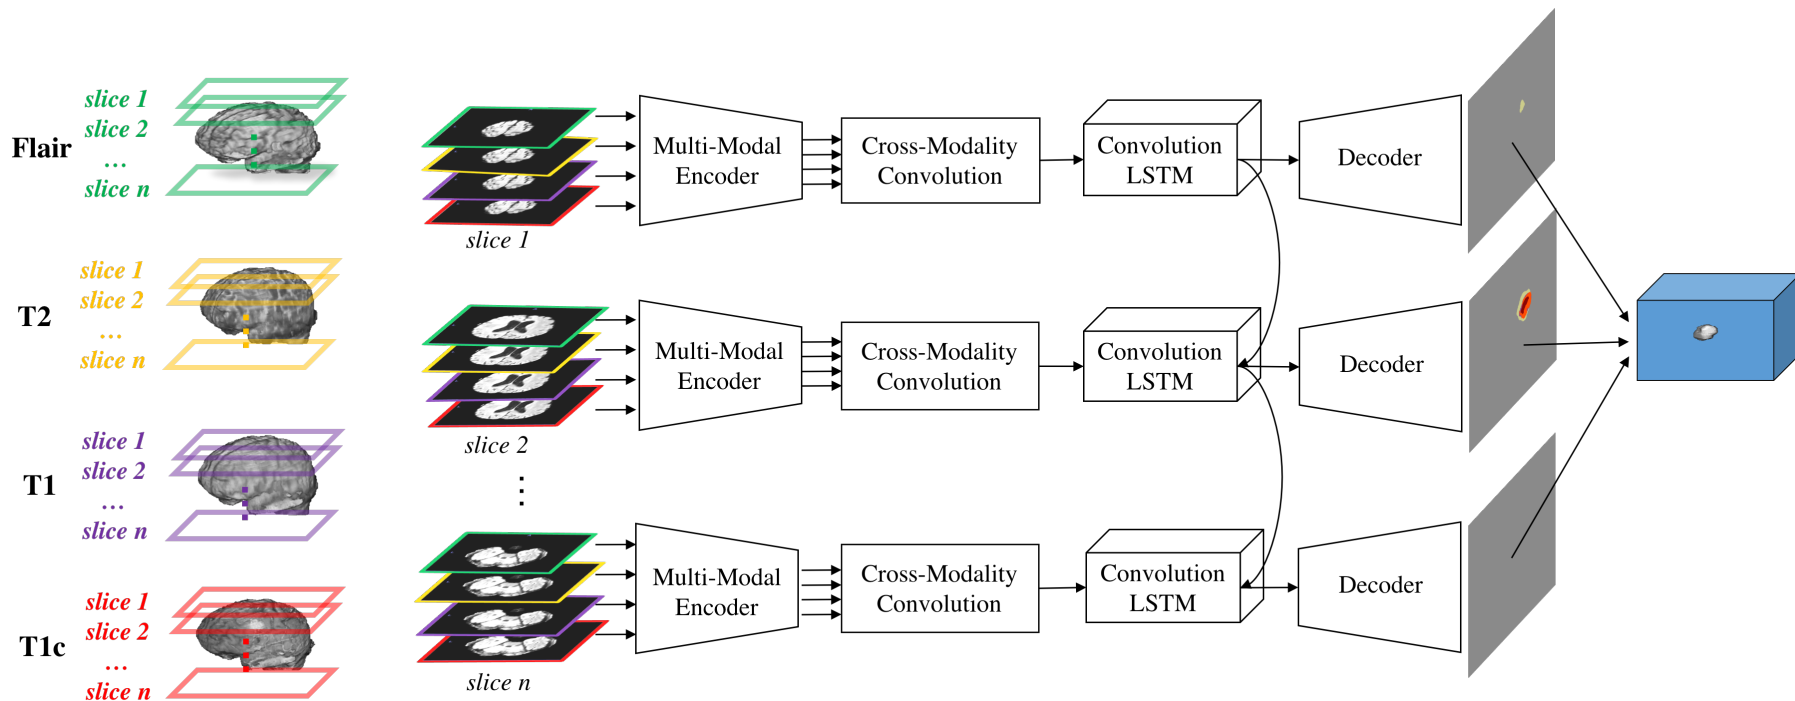 Flair
slice 1
slice 2
...
slice n
T2
slice 1
slice 2
...
slice n
T1
slice 1
slice 2
...
slice n
T1c
slice 1
slice 2
...
slice n
slice 1
Multi-Modal
Encoder
Cross-Modality
Convolution
Convolution
LSTM
Decoder
slice 2
Multi-Modal
Encoder
Cross-Modality
Convolution
Convolution
LSTM
Decoder
⋮
slice n
Multi-Modal
Encoder
Cross-Modality
Convolution
Convolution
LSTM
Decoder